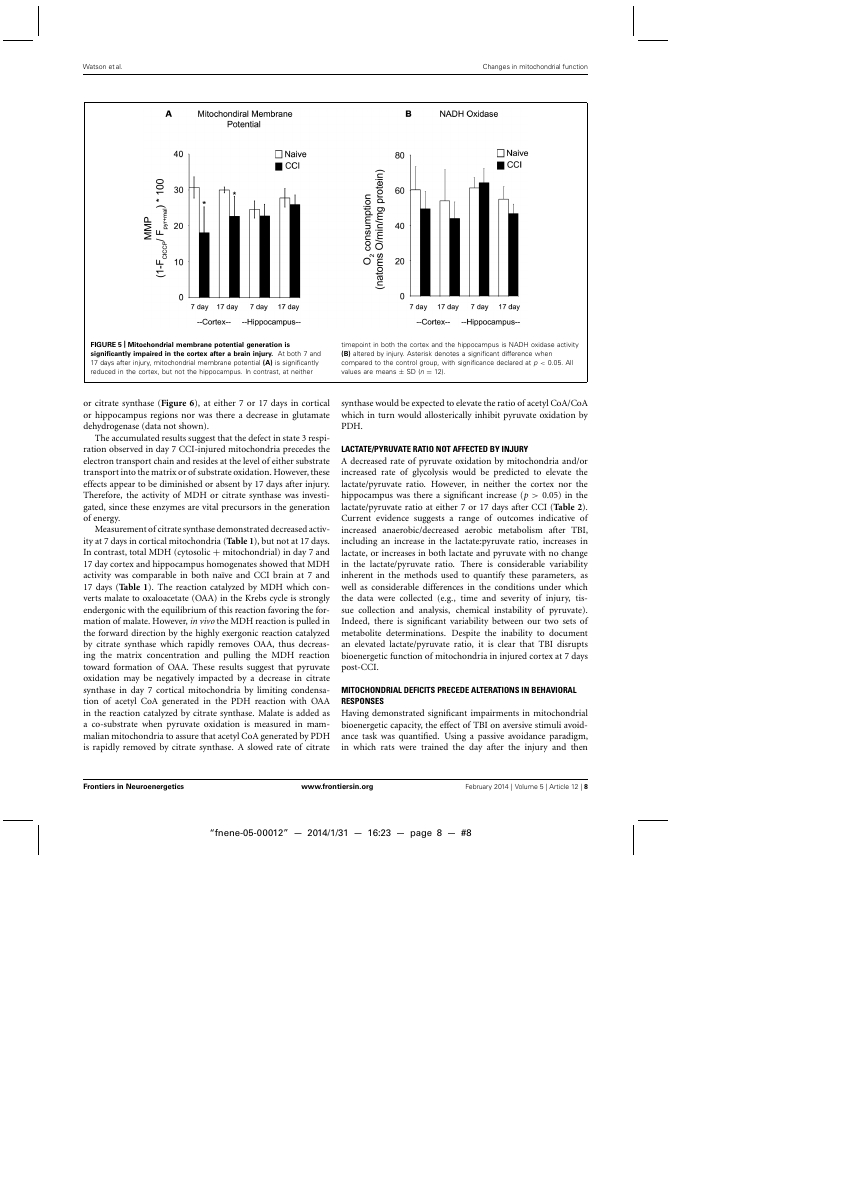 Watson et al.
Changes in mitochondrial function
A
Mitochondiral Membrane
Potential
Naive
CCI
40
30
20
10
0
MMP
(1-F
/ F
) * 100
*
*
7 day 17 day 7 day 17 day
--Cortex-- --Hippocampus--
B
NADH Oxidase
Naive
CCI
80
60
40
20
0
O2 consumption
(natoms O/min/mg protein)
7 day 17 day 7 day 17 day
--Cortex-- --Hippocampus--
FIGURE 5 | Mitochondrial membrane potential generation is
significantly impaired in the cortex after a brain injury. At both 7 and
17 days after injury, mitochondrial membrane potential (A) is significantly
reduced in the cortex, but not the hippocampus. In contrast, at neither
timepoint in both the cortex and the hippocampus is NADH oxidase activity
(B) altered by injury. Asterisk denotes a significant difference when
compared to the control group, with significance declared at p < 0.05. All
values are means ± SD (n = 12).
or citrate synthase (Figure 6), at either 7 or 17 days in cortical
or hippocampus regions nor was there a decrease in glutamate
dehydrogenase (data not shown).
The accumulated results suggest that the defect in state 3 respi-
ration observed in day 7 CCI-injured mitochondria precedes the
electron transport chain and resides at the level of either substrate
transport into the matrix or of substrate oxidation. However, these
effects appear to be diminished or absent by 17 days after injury.
Therefore, the activity of MDH or citrate synthase was investi-
gated, since these enzymes are vital precursors in the generation
of energy.
Measurement of citrate synthase demonstrated decreased activ-
ity at 7 days in cortical mitochondria (Table 1), but not at 17 days.
In contrast, total MDH (cytosolic + mitochondrial) in day 7 and
17 day cortex and hippocampus homogenates showed that MDH
activity was comparable in both naïve and CCI brain at 7 and
17 days (Table 1). The reaction catalyzed by MDH which con-
verts malate to oxaloacetate (OAA) in the Krebs cycle is strongly
endergonic with the equilibrium of this reaction favoring the for-
mation of malate. However, in vivo the MDH reaction is pulled in
the forward direction by the highly exergonic reaction catalyzed
by citrate synthase which rapidly removes OAA, thus decreas-
ing the matrix concentration and pulling the MDH reaction
toward formation of OAA. These results suggest that pyruvate
oxidation may be negatively impacted by a decrease in citrate
synthase in day 7 cortical mitochondria by limiting condensa-
tion of acetyl CoA generated in the PDH reaction with OAA
in the reaction catalyzed by citrate synthase. Malate is added as
a co-substrate when pyruvate oxidation is measured in mam-
malian mitochondria to assure that acetyl CoA generated by PDH
is rapidly removed by citrate synthase. A slowed rate of citrate
synthase would be expected to elevate the ratio of acetyl CoA/CoA
which in turn would allosterically inhibit pyruvate oxidation by
PDH.
LACTATE/PYRUVATE RATIO NOT AFFECTED BY INJURY
A decreased rate of pyruvate oxidation by mitochondria and/or
increased rate of glycolysis would be predicted to elevate the
lactate/pyruvate ratio. However, in neither the cortex nor the
hippocampus was there a significant increase (p > 0.05) in the
lactate/pyruvate ratio at either 7 or 17 days after CCI (Table 2).
Current evidence suggests a range of outcomes indicative of
increased anaerobic/decreased aerobic metabolism after TBI,
including an increase in the lactate:pyruvate ratio, increases in
lactate, or increases in both lactate and pyruvate with no change
in the lactate/pyruvate ratio. There is considerable variability
inherent in the methods used to quantify these parameters, as
well as considerable differences in the conditions under which
the data were collected (e.g., time and severity of injury, tis-
sue collection and analysis, chemical instability of pyruvate).
Indeed, there is significant variability between our two sets of
metabolite determinations. Despite the inability to document
an elevated lactate/pyruvate ratio, it is clear that TBI disrupts
bioenergetic function of mitochondria in injured cortex at 7 days
post-CCI.
MITOCHONDRIAL DEFICITS PRECEDE ALTERATIONS IN BEHAVIORAL
RESPONSES
Having demonstrated significant impairments in mitochondrial
bioenergetic capacity, the effect of TBI on aversive stimuli avoid-
ance task was quantified. Using a passive avoidance paradigm,
in which rats were trained the day after the injury and then
Frontiers in Neuroenergetics
www.frontiersin.org
February 2014 | Volume 5 | Article 12 | 8
"fnene-05-00012" — 2014/1/31 — 16:23 — page 8 — #8